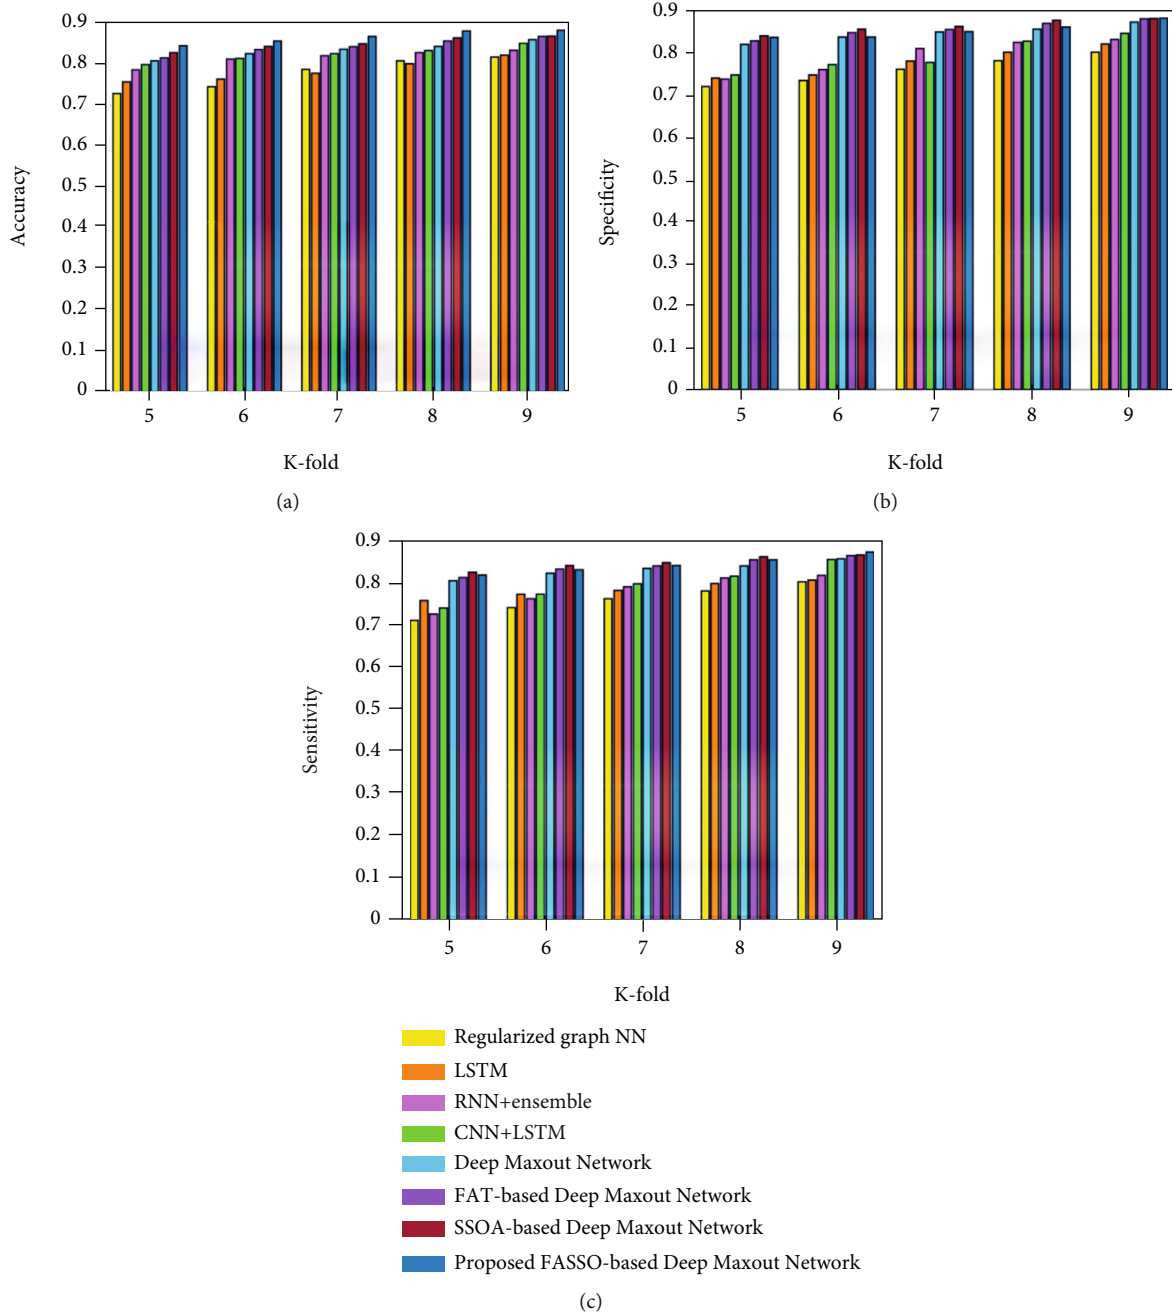 0.9
0.8
0.7
0.6
0.5
0.4
0.3
0.2
0.1
0
Accuracy
5 6 7 8 9
K-fold
(a)
0.9
0.8
0.7
0.6
0.5
0.4
0.3
0.2
0.1
0
Specificity
5 6 7 8 9
K-fold
(b)
0.9
0.8
0.7
0.6
0.5
0.4
0.3
0.2
0.1
0
Sensitivity
5 6 7 8 9
K-fold
Regularized graph NN
LSTM
RNN+ensemble
CNN+LSTM
Deep Maxout Network
FAT-based Deep Maxout Network
SSOA-based Deep Maxout Network
Proposed FASSO-based Deep Maxout Network
(c)